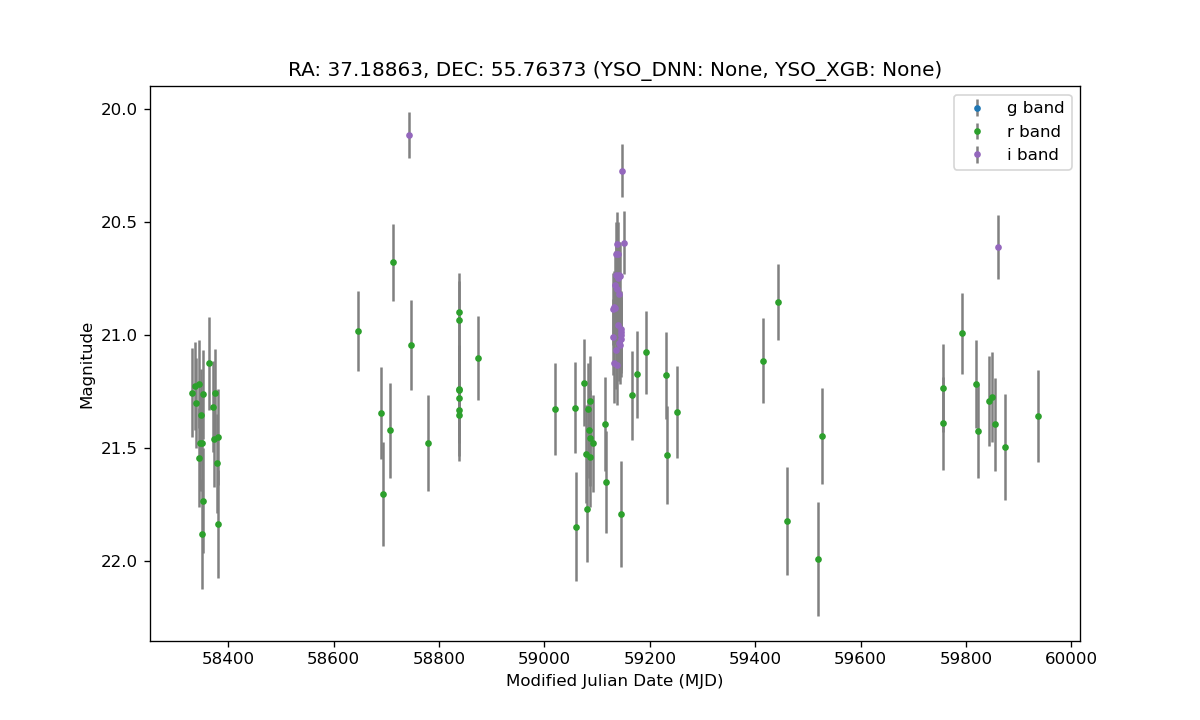 RA: 37.18863, DEC: 55.76373 (YSO_DNN: None, YSO_XGB: None)
g band
r band
i band
Magnitude
20.0
20.5
21.0
21.5
22.0
58400
58600
58800
59000
59200
59400
59600
59800
60000
Modified Julian Date (MJD)